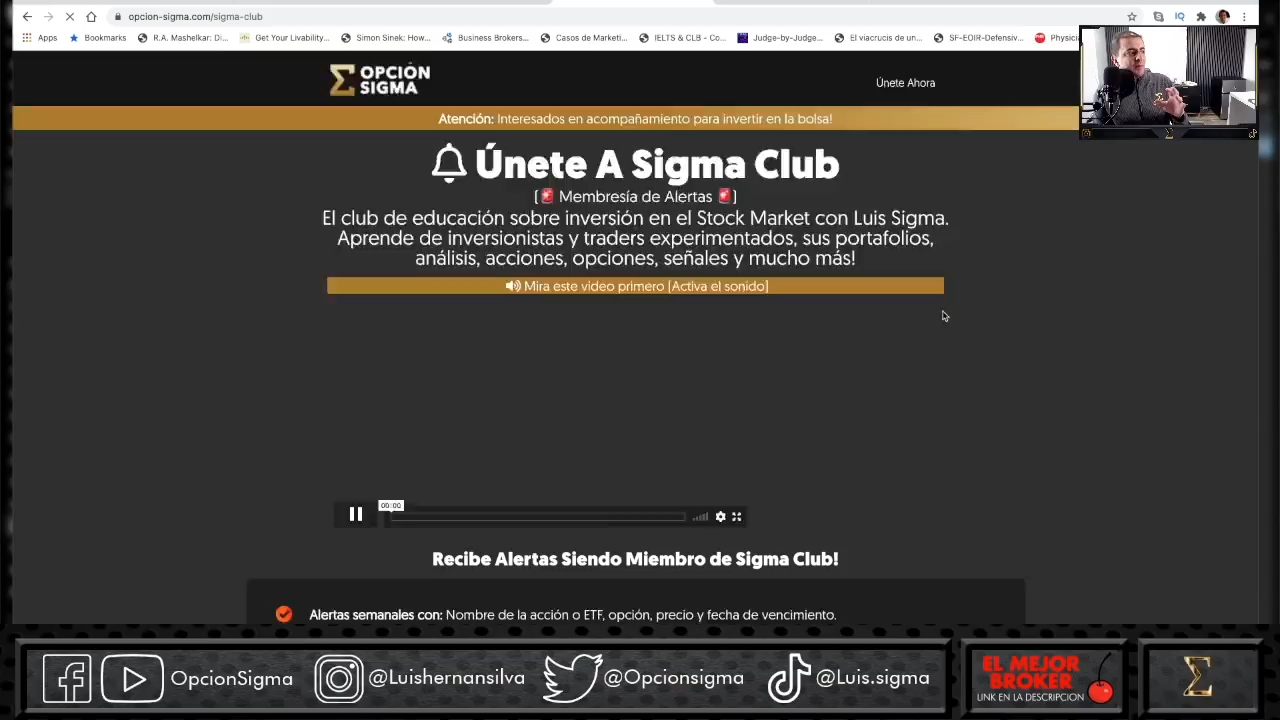 opcion-sigma.com/sigma-club
Apps
Bookmarks
R.A. Mashelkar: Di...
Get Your Livability...
Simon Sinek: How...
Business Brokers...
Casos de Marketi...
IELTS & CLB - Co...
Judge-by-Judge...
El viacrucis de un...
SF-EOIR-Defensiv...
Physici
OPCIÓN
SIGMA
Únete Ahora
Atención: Interesados en acompañamiento para invertir en la bolsa!
Únete A Sigma Club
[🚨 Membresía de Alertas 🚨]
El club de educación sobre inversión en el Stock Market con Luis Sigma.
Aprende de inversionistas y traders experimentados, sus portafolios,
análisis, acciones, opciones, señales y mucho más!
Mira este video primero [Activa el sonido]
00:00
Recibe Alertas Siendo Miembro de Sigma Club!
Alertas semanales con: Nombre de la acción o ETF, opción, precio y fecha de vencimiento.
OpcionSigma
@Luishernansilva
@Opcionsigma
@Luis.sigma
EL MEJOR
BROKER
LINK EN LA DESCRIPCION